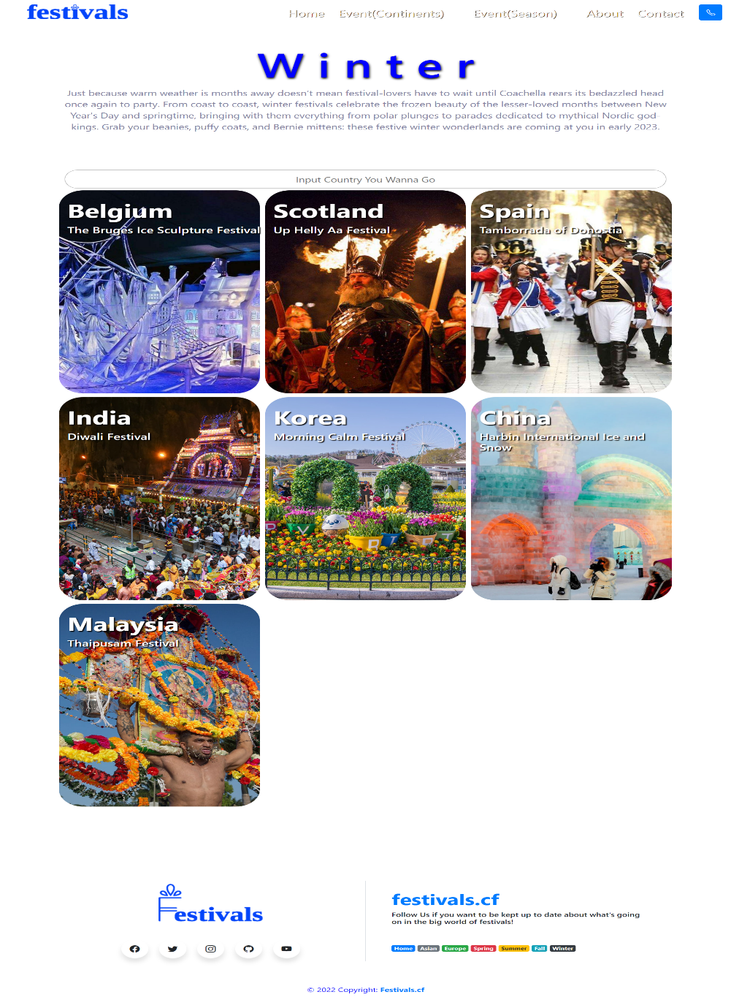 festivals
Home Event(Continents) Event(Season) About Contact
Winter
Just because warm weather is months away doesn't mean festival-lovers have to wait until Coachella rears its bedazzled head
once again to party. From coast to coast, winter festivals celebrate the frozen beauty of the lesser-loved months between New
Year's Day and springtime, bringing with them everything from polar plunges to parades dedicated to mythical Nordic god-
kings. Grab your beanies, puffy coats, and Bernie mittens: these festive winter wonderlands are coming at you in early 2023.
Input Country You Wanna Go
Belgium
The Bruges Ice Sculpture Festival
Scotland
Up Helly Aa Festival
Spain
Tamborrada of Donostia
India
Diwali Festival
Korea
Morning Calm Festival
China
Harbin International Ice and
Snow
Malaysia
Thaipusam Festival
Festivals
festivals.cf
Follow Us if you want to be kept up to date about what's going
on in the big world of festivals!
Home Asian Europe Spring Summer Fall Winter
© 2022 Copyright: Festivals.cf